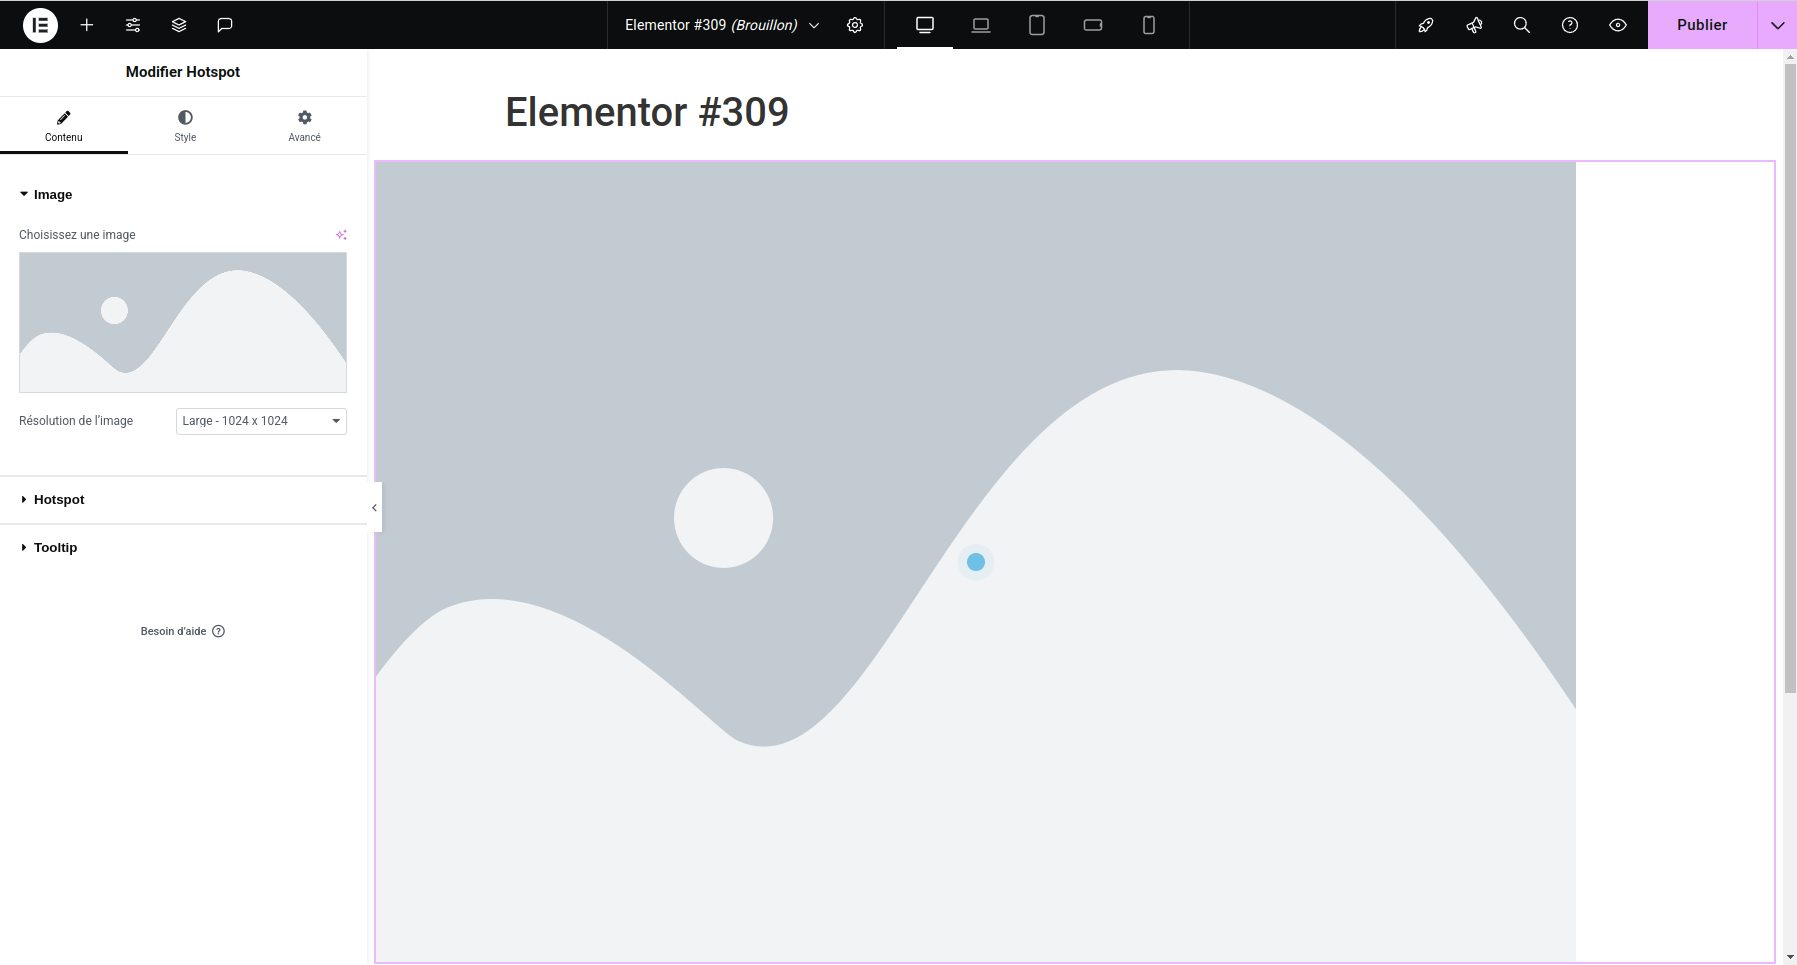 Elementor #309 (Brouillon)
Publier
Modifier Hotspot
Contenu
Style
Avancé
Image
Choisissez une image
Résolution de l'image
Large - 1024 x 1024
Hotspot
Tooltip
Besoin d'aide
Elementor #309